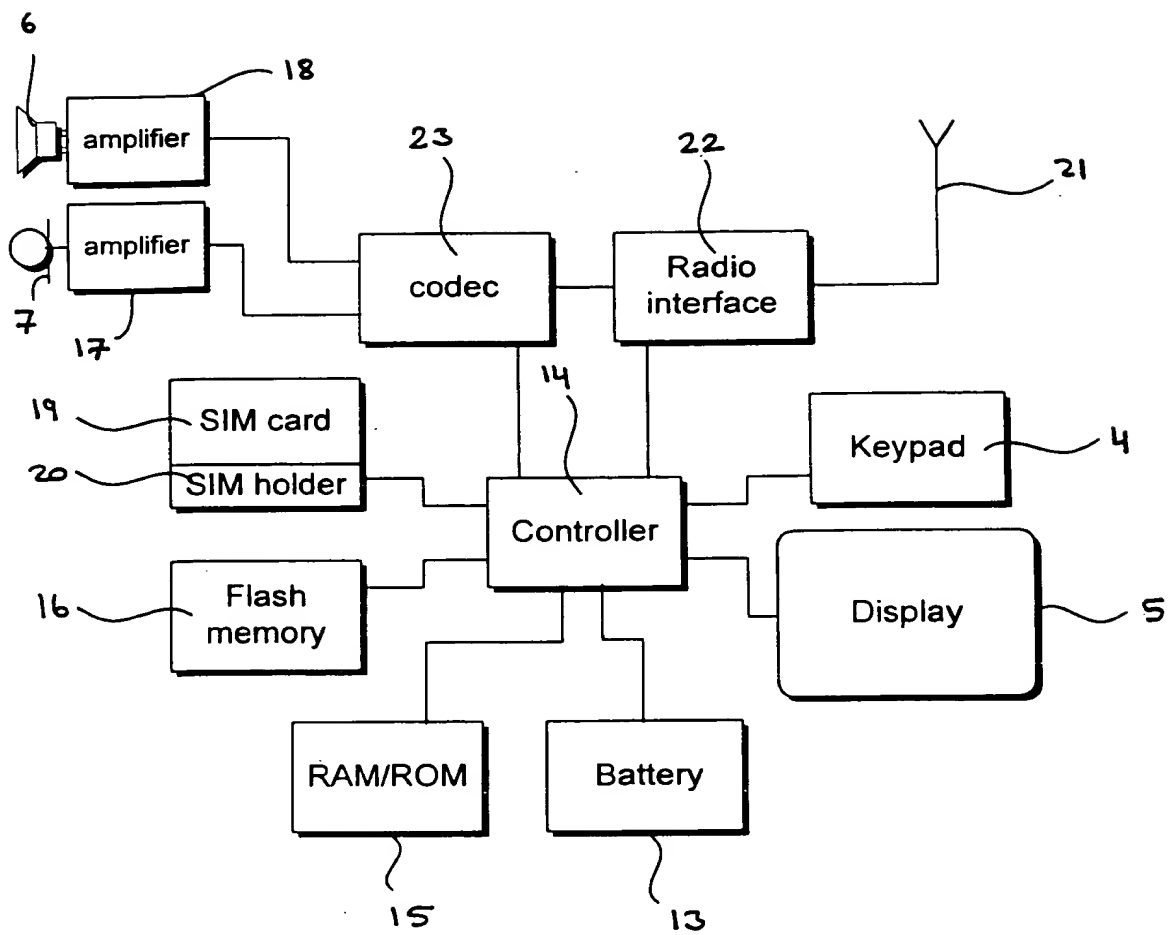 6
18
amplifier
23
22
21
amplifier
codec
Radio
interface
7
17
14
19
SIM card
Keypad
4
20
SIM holder
Controller
16
Flash
memory
Display
5
RAM/ROM
Battery
15
13